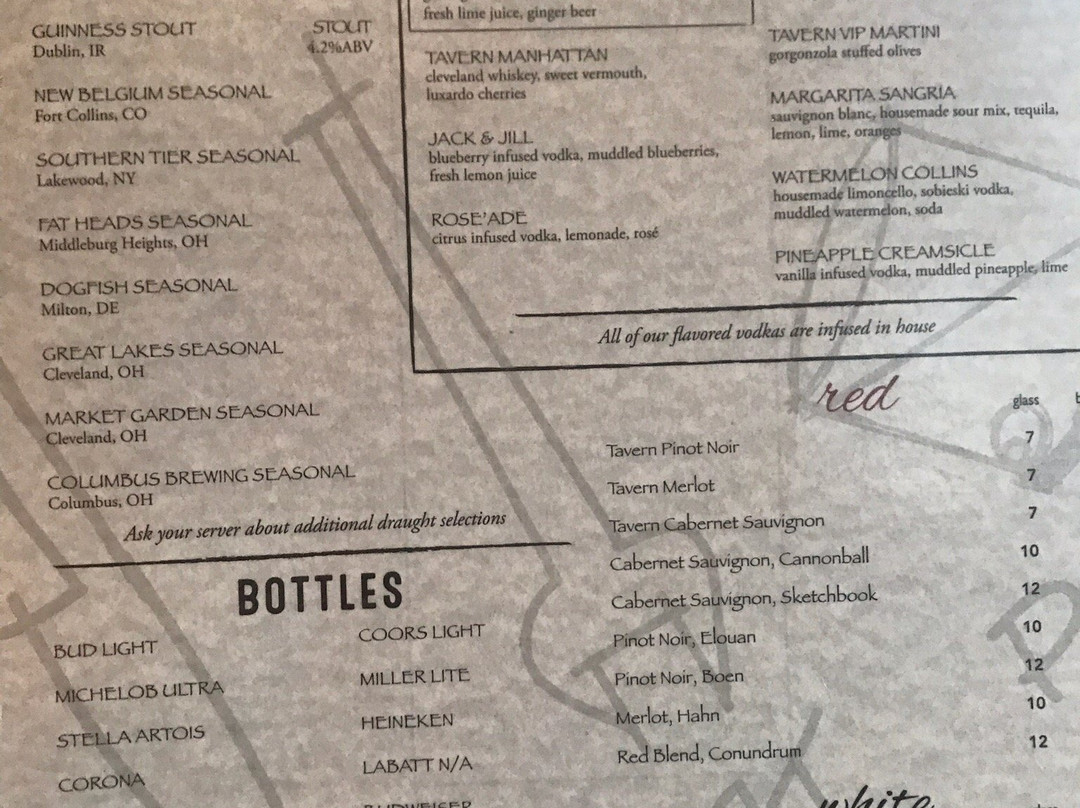 GUINNESS STOUT STOUT
Dublin, IR 4.2%ABV
NEW BELGIUM SEASONAL
Fort Collins, CO
SOUTHERN TIER SEASONAL
Lakewood, NY
FAT HEADS SEASONAL
Middleburg Heights, OH
DOGFISH SEASONAL
Milton, DE
GREAT LAKES SEASONAL
Cleveland, OH
MARKET GARDEN SEASONAL
Cleveland, OH
COLUMBUS BREWING SEASONAL
Columbus, OH
Ask your server about additional draught selections
BOTTLES
BUD LIGHT
MICHELOB ULTRA
STELLA ARTOIS
CORONA
COORS LIGHT
MILLER LITE
HEINEKEN
LABATT N/A
BUDWEISER
fresh lime juice, ginger beer
TAVERN MANHATTAN
cleveland whiskey, sweet vermouth,
luxardo cherries
JACK & JILL
blueberry infused vodka, muddled blueberries,
fresh lemon juice
ROSE'ADE
citrus infused vodka, lemonade, rosé
TAVERN VIP MARTINI
gorgonzola stuffed olives
MARGARITA SANGRIA
sauvignon blanc, housemade sour mix, tequila,
lemon, lime, oranges
WATERMELON COLLINS
housemade limoncello, sobieski vodka,
muddled watermelon, soda
PINEAPPLE CREAMSICLE
vanilla infused vodka, muddled pineapple, lime
All of our flavored vodkas are infused in house
red glass
Tavern Pinot Noir 7
Tavern Merlot 7
Tavern Cabernet Sauvignon 7
Cabernet Sauvignon, Cannonball 10
Cabernet Sauvignon, Sketchbook 12
Pinot Noir, Elouan 10
Pinot Noir, Boen 12
Merlot, Hahn 10
Red Blend, Conundrum 12
white